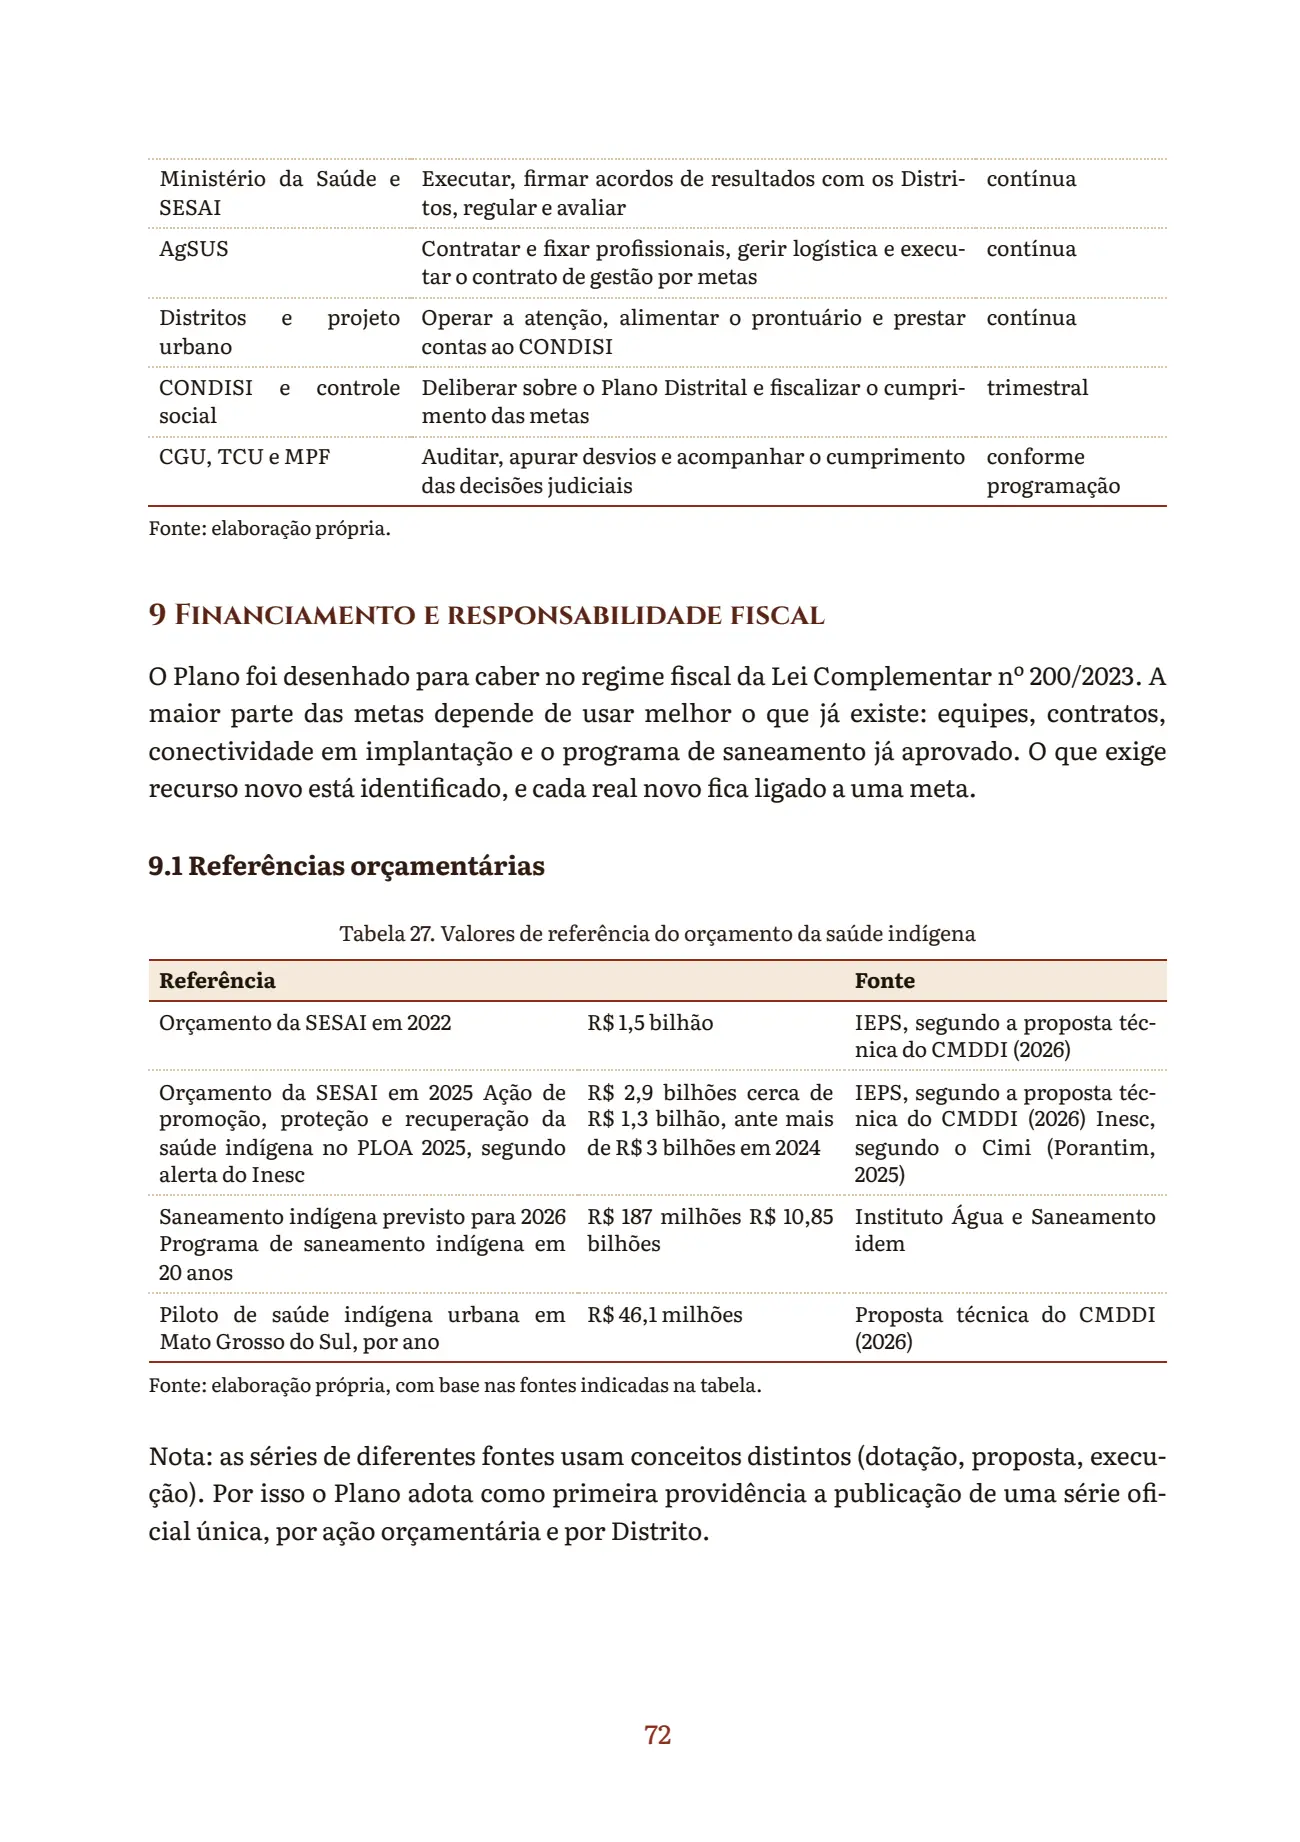 Ministério da Saúde e
SESAI
Executar, firmar acordos de resultados com os Distri-
tos, regular e avaliar
contínua
AgSUS
Contratar e fixar profissionais, gerir logística e execu-
tar o contrato de gestão por metas
contínua
Distritos e projeto
urbano
Operar a atenção, alimentar o prontuário e prestar
contas ao CONDISI
contínua
CONDISI e controle
social
Deliberar sobre o Plano Distrital e fiscalizar o cumpri-
mento das metas
trimestral
CGU, TCU e MPF
Auditar, apurar desvios e acompanhar o cumprimento
das decisões judiciais
conforme
programação
Fonte: elaboração própria.
9 Financiamento e responsabilidade fiscal
O Plano foi desenhado para caber no regime fiscal da Lei Complementar nº 200/2023. A
maior parte das metas depende de usar melhor o que já existe: equipes, contratos,
conectividade em implantação e o programa de saneamento já aprovado. O que exige
recurso novo está identificado, e cada real novo fica ligado a uma meta.
9.1 Referências orçamentárias
Tabela 27. Valores de referência do orçamento da saúde indígena
Referência
Fonte
Orçamento da SESAI em 2022
R$ 1,5 bilhão
IEPS, segundo a proposta téc-
nica do CMDDI (2026)
Orçamento da SESAI em 2025 Ação de
promoção, proteção e recuperação da
saúde indígena no PLOA 2025, segundo
alerta do Inesc
R$ 2,9 bilhões cerca de
R$ 1,3 bilhão, ante mais
de R$ 3 bilhões em 2024
IEPS, segundo a proposta téc-
nica do CMDDI (2026) Inesc,
segundo o Cimi (Porantim,
2025)
Saneamento indígena previsto para 2026
Programa de saneamento indígena em
20 anos
R$ 187 milhões R$ 10,85
bilhões
Instituto Água e Saneamento
idem
Piloto de saúde indígena urbana em
Mato Grosso do Sul, por ano
R$ 46,1 milhões
Proposta técnica do CMDDI
(2026)
Fonte: elaboração própria, com base nas fontes indicadas na tabela.
Nota: as séries de diferentes fontes usam conceitos distintos (dotação, proposta, execu-
ção). Por isso o Plano adota como primeira providência a publicação de uma série ofi-
cial única, por ação orçamentária e por Distrito.
72